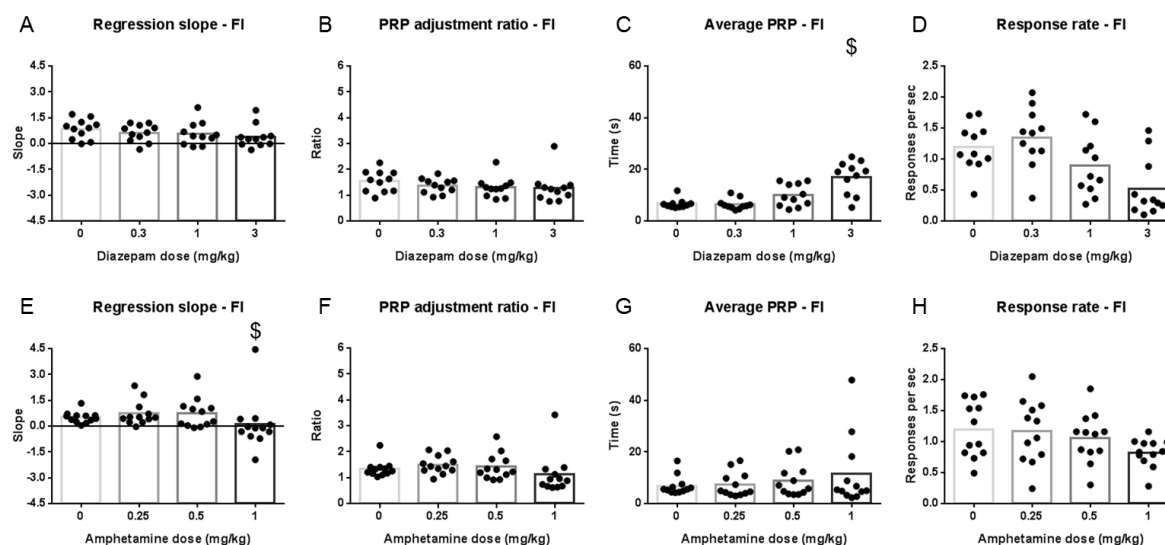 A Regression slope - FI
4.5
3.0
1.5
0.0
1.5
3.0
4.5
Slope
0 0.3 1 3
Diazepam dose (mg/kg)
B PRP adjustment ratio - FI
6
5
4
3
2
1
0
Ratio
0 0.3 1 3
Diazepam dose (mg/kg)
C Average PRP - FI
$
60
40
20
0
Time (s)
0 0.3 1 3
Diazepam dose (mg/kg)
D Response rate - FI
2.5
2.0
1.5
1.0
0.5
0.0
Responses per sec
0 0.3 1 3
Diazepam dose (mg/kg)
E Regression slope - FI
$
4.5
3.0
1.5
0.0
1.5
3.0
4.5
Slope
0 0.25 0.5 1
Amphetamine dose (mg/kg)
F PRP adjustment ratio - FI
6
5
4
3
2
1
0
Ratio
0 0.25 0.5 1
Amphetamine dose (mg/kg)
G Average PRP - FI
60
40
20
0
Time (s)
0 0.25 0.5 1
Amphetamine dose (mg/kg)
H Response rate - FI
2.5
2.0
1.5
1.0
0.5
0.0
Responses per sec
0 0.25 0.5 1
Amphetamine dose (mg/kg)